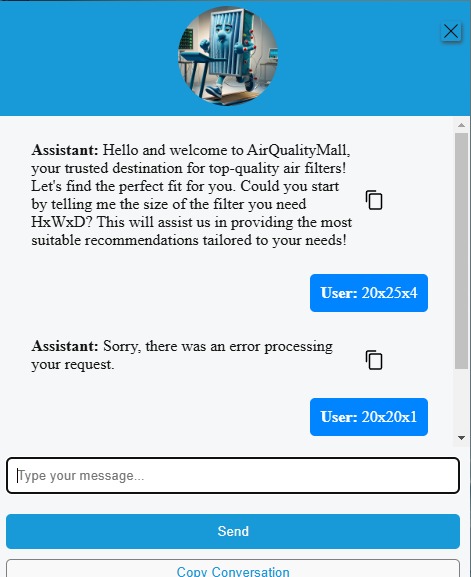 Assistant: Hello and welcome to AirQualityMall,
your trusted destination for top-quality air filters!
Let's find the perfect fit for you. Could you start
by telling me the size of the filter you need
HxWxD? This will assist us in providing the most
suitable recommendations tailored to your needs!
User: 20x25x4
Assistant: Sorry, there was an error processing
your request.
User: 20x20x1
Type your message...
Send
Copy Conversation